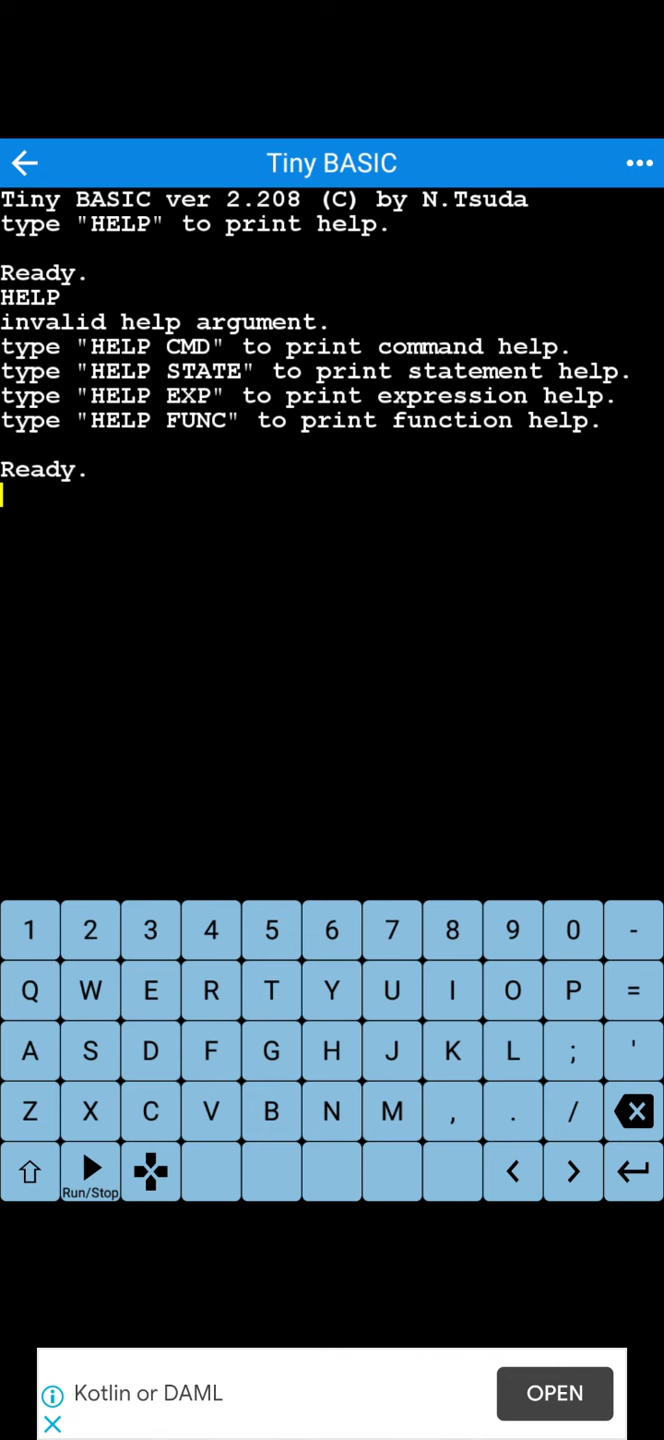 Tiny BASIC
Tiny BASIC ver 2.208 (C) by N.Tsuda
type "HELP" to print help.
Ready.
HELP
invalid help argument.
type "HELP CMD" to print command help.
type "HELP STATE" to print statement help.
type "HELP EXP" to print expression help.
type "HELP FUNC" to print function help.
Ready.
1 2 3 4 5 6 7 8 9 0 -
Q W E R T Y U I O P =
A S D F G H J K L ; '
Z X C V B N M , . /
Run/Stop < >
Kotlin or DAML
OPEN